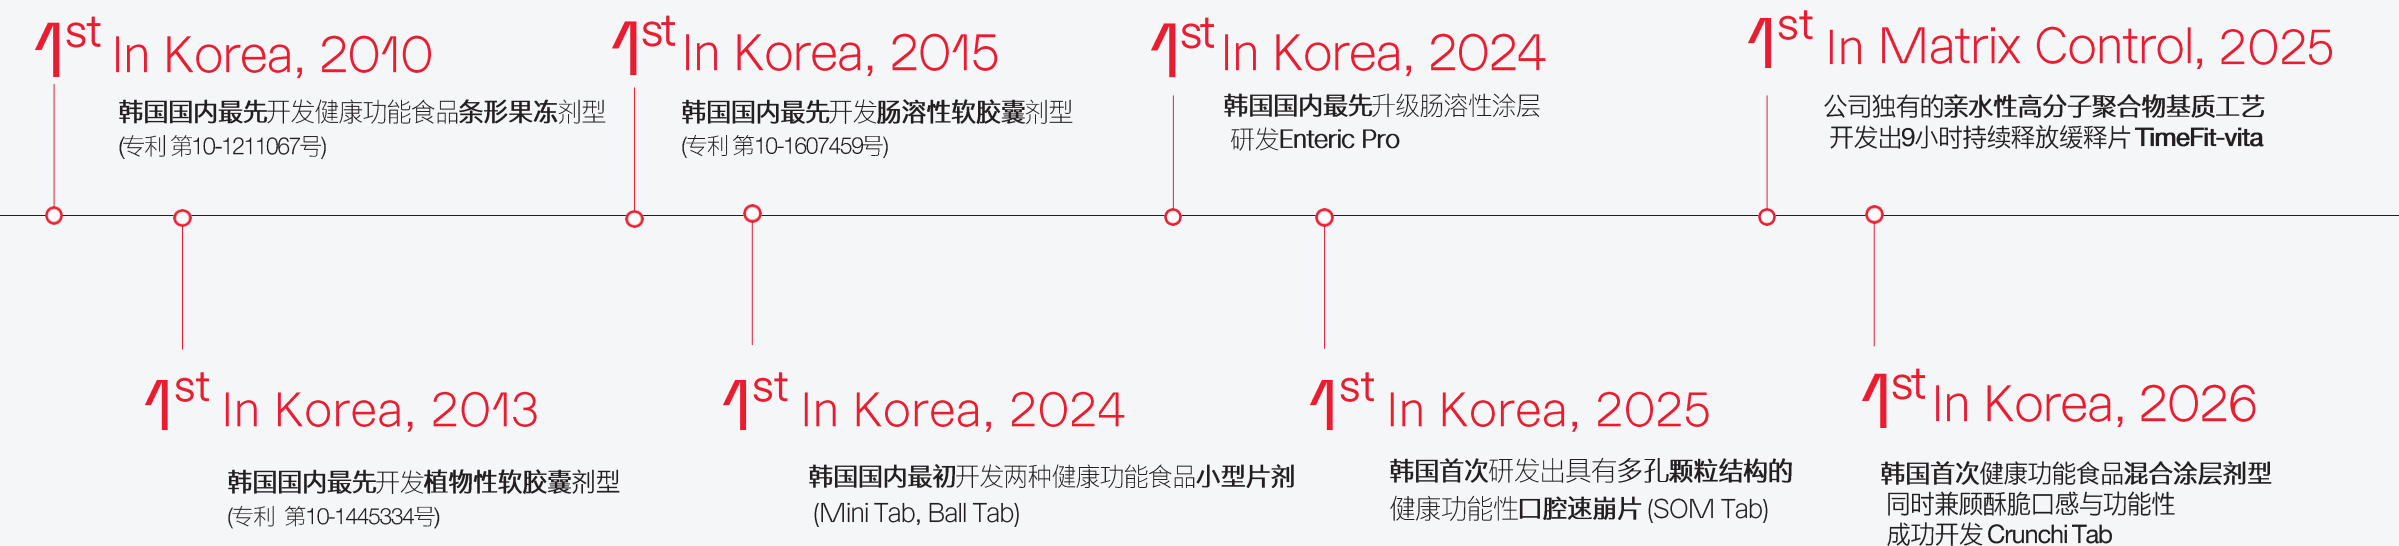 1st In Korea, 2010
韩国国内最先开发健康功能食品条形果冻剂型
(专利 第10-1211067号)
1st In Korea, 2015
韩国国内最先开发肠溶性软胶囊剂型
(专利 第10-1607459号)
1st In Korea, 2024
韩国国内最先升级肠溶性涂层
研发Enteric Pro
1st In Matrix Control, 2025
公司独有的亲水性高分子聚合物基质工艺
开发出9小时持续释放缓释片 TimeFit-vita
1st In Korea, 2013
韩国国内最先开发植物性软胶囊剂型
(专利 第10-1445334号)
1st In Korea, 2024
韩国国内最初开发两种健康功能食品小型片剂
(Mini Tab, Ball Tab)
1st In Korea, 2025
韩国首次研发出具有多孔颗粒结构的
健康功能性口腔速崩片 (SOM Tab)
1st In Korea, 2026
韩国首次健康功能食品混合涂层剂型
同时兼顾酥脆口感与功能性
成功开发 Crunchi Tab